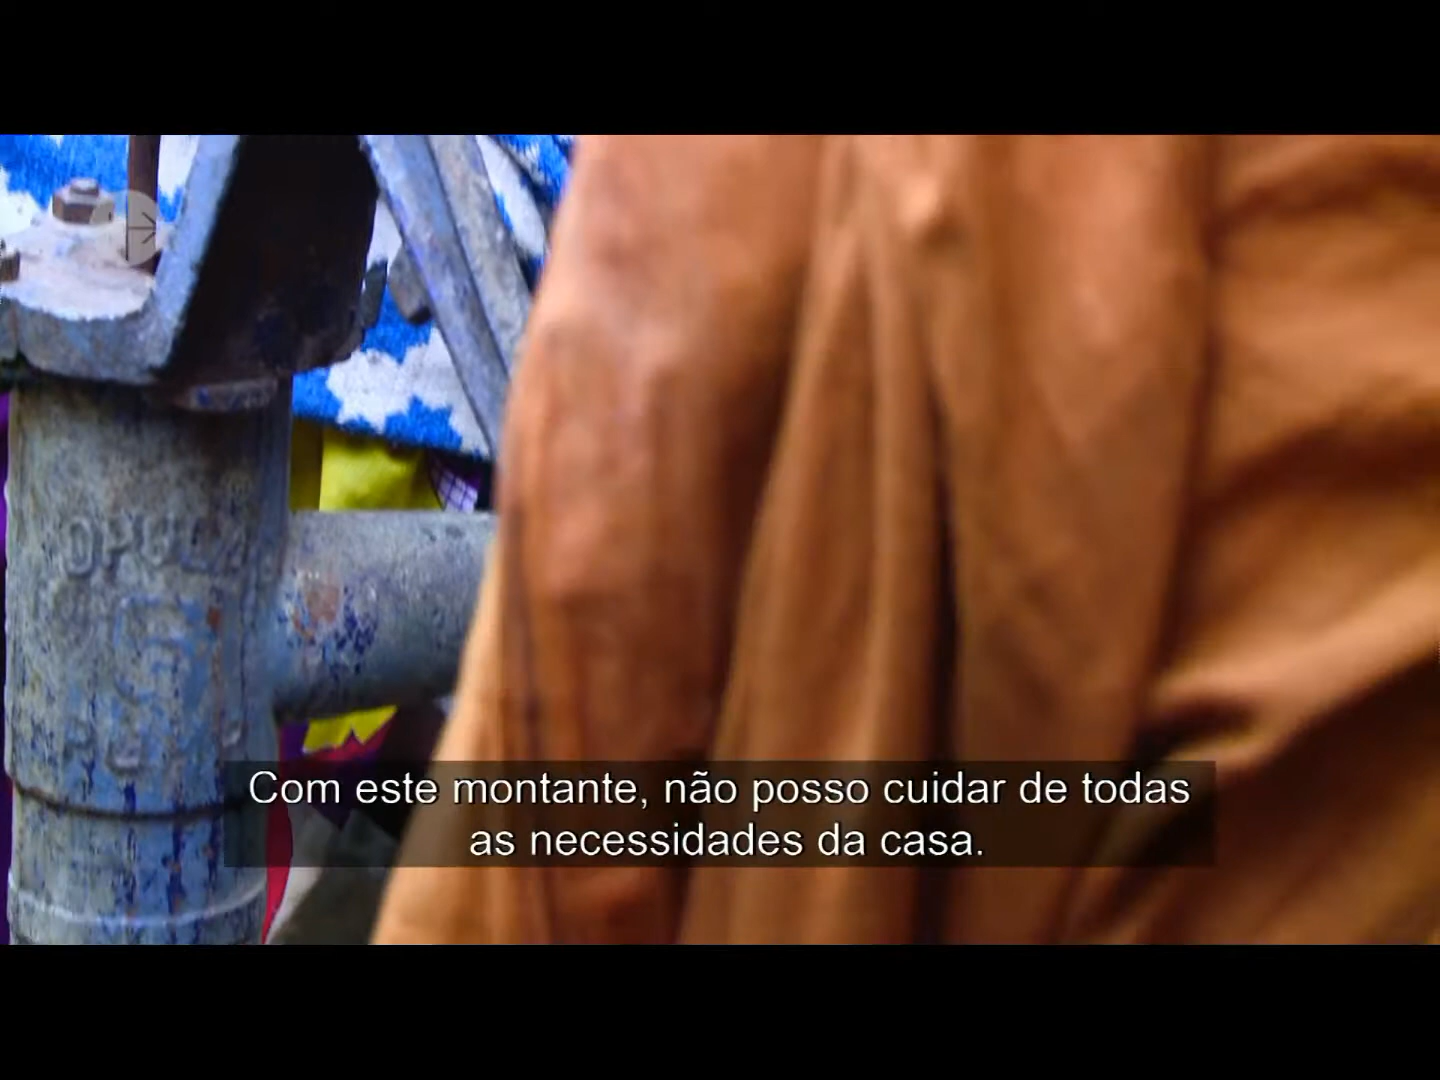 Com este montante, não posso cuidar de todas
as necessidades da casa.